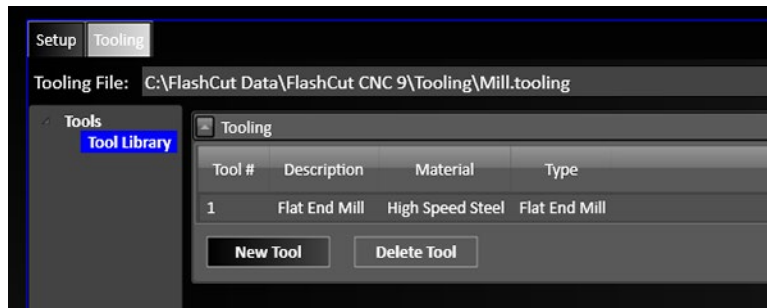 Setup Tooling
Tooling File: C:\FlashCut Data\FlashCut CNC 9\Tooling\Mill.tooling
Tools
Tool Library
Tooling
Tool # Description Material Type
1 Flat End Mill High Speed Steel Flat End Mill
New Tool Delete Tool